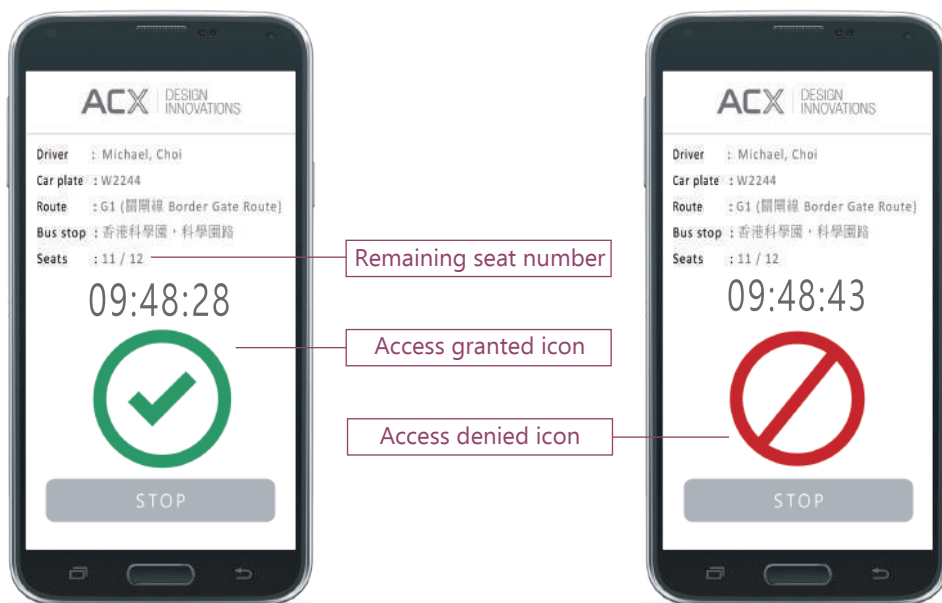 ACX DESIGN INNOVATIONS
Driver : Michael, Choi
Car plate : W2244
Route : G1 (關閘線 Border Gate Route)
Bus stop : 香港科學園，科學園路
Seats : 11 / 12
09:48:28
STOP
Remaining seat number
Access granted icon
Access denied icon
ACX DESIGN INNOVATIONS
Driver : Michael, Choi
Car plate : W2244
Route : G1 (關閘線 Border Gate Route)
Bus stop : 香港科學園，科學園路
Seats : 11 / 12
09:48:43
STOP